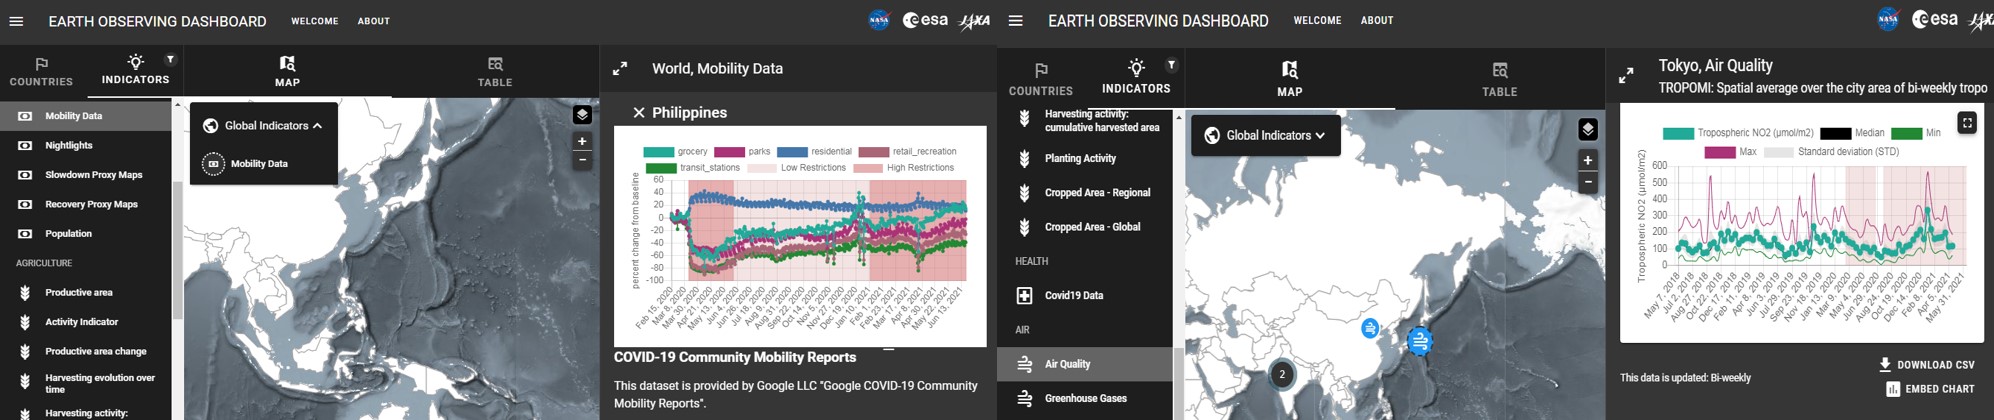 EARTH OBSERVING DASHBOARD
WELCOME
ABOUT
NASA
esa
COUNTRIES
INDICATORS
MAP
TABLE
Mobility Data
Nightlights
Slowdown Proxy Maps
Recovery Proxy Maps
Population
AGRICULTURE
Productive area
Activity Indicator
Productive area change
Harvesting evolution over
time
Harvesting activity:
Global Indicators
Mobility Data
+
−
World, Mobility Data
Philippines
grocery
parks
residential
retail_recreation
transit_stations
Low Restrictions
High Restrictions
percent change from baseline
60
40
20
0
-20
-40
-60
-80
-100
Feb 15, 2020
Mar 8, 2020
Mar 30, 2020
Apr 21, 2020
May 13, 2020
Jun 4, 2020
Jun 26, 2020
Jul 18, 2020
Aug 9, 2020
Aug 31, 2020
Sep 22, 2020
Oct 14, 2020
Nov 5, 2020
Nov 27, 2020
Dec 19, 2020
Jan 10, 2021
Feb 1, 2021
Feb 23, 2021
Mar 17, 2021
Apr 8, 2021
Apr 30, 2021
May 22, 2021
Jun 13, 2021
COVID-19 Community Mobility Reports
This dataset is provided by Google LLC "Google COVID-19 Community
Mobility Reports".
EARTH OBSERVING DASHBOARD
WELCOME
ABOUT
NASA
esa
COUNTRIES
INDICATORS
MAP
TABLE
Harvesting activity:
cumulative harvested area
Planting Activity
Cropped Area - Regional
Cropped Area - Global
HEALTH
Covid19 Data
AIR
Air Quality
Greenhouse Gases
Global Indicators
+
−
2
Tokyo, Air Quality
TROPOMI: Spatial average over the city area of bi-weekly tropo
Tropospheric NO2 (μmol/m2)
Median
Min
Max
Standard deviation (STD)
Tropospheric NO2 (μmol/m2)
600
500
400
300
200
100
0
May 7, 2018
Jul 2, 2018
Aug 27, 2018
Oct 22, 2018
Dec 17, 2018
Feb 11, 2019
Apr 8, 2019
Jun 3, 2019
Jul 29, 2019
Sep 23, 2019
Nov 18, 2019
Jan 13, 2020
Mar 9, 2020
May 4, 2020
Jun 29, 2020
Aug 24, 2020
Oct 19, 2020
Dec 14, 2020
Feb 8, 2021
Apr 5, 2021
May 31, 2021
DOWNLOAD CSV
This data is updated: Bi-weekly
EMBED CHART